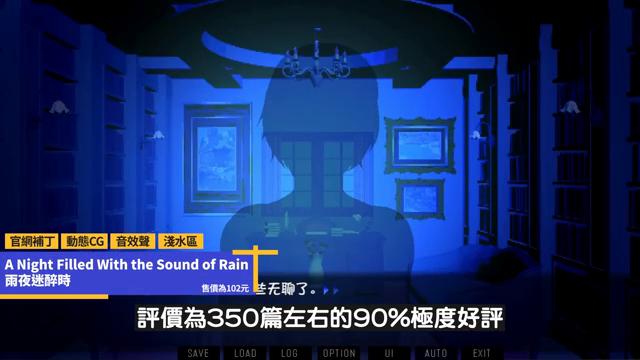 官網補丁 動態CG 音效聲 淺水區
A Night Filled With the Sound of Rain
雨夜迷醉時
售價為102元
些无聊了。
評價為350篇左右的90%極度好評
SAVE LOAD LOG OPTION UI AUTO EXIT